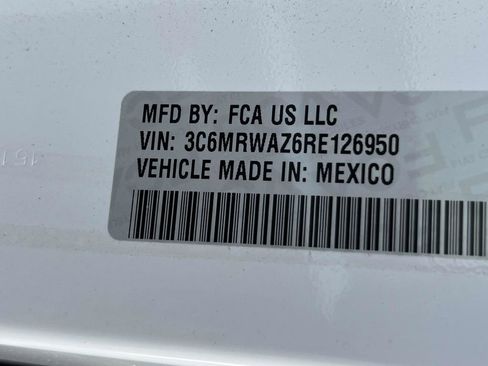 MFD BY: FCA US LLC
VIN: 3C6MRWAZ6RE126950
VEHICLE MADE IN: MEXICO